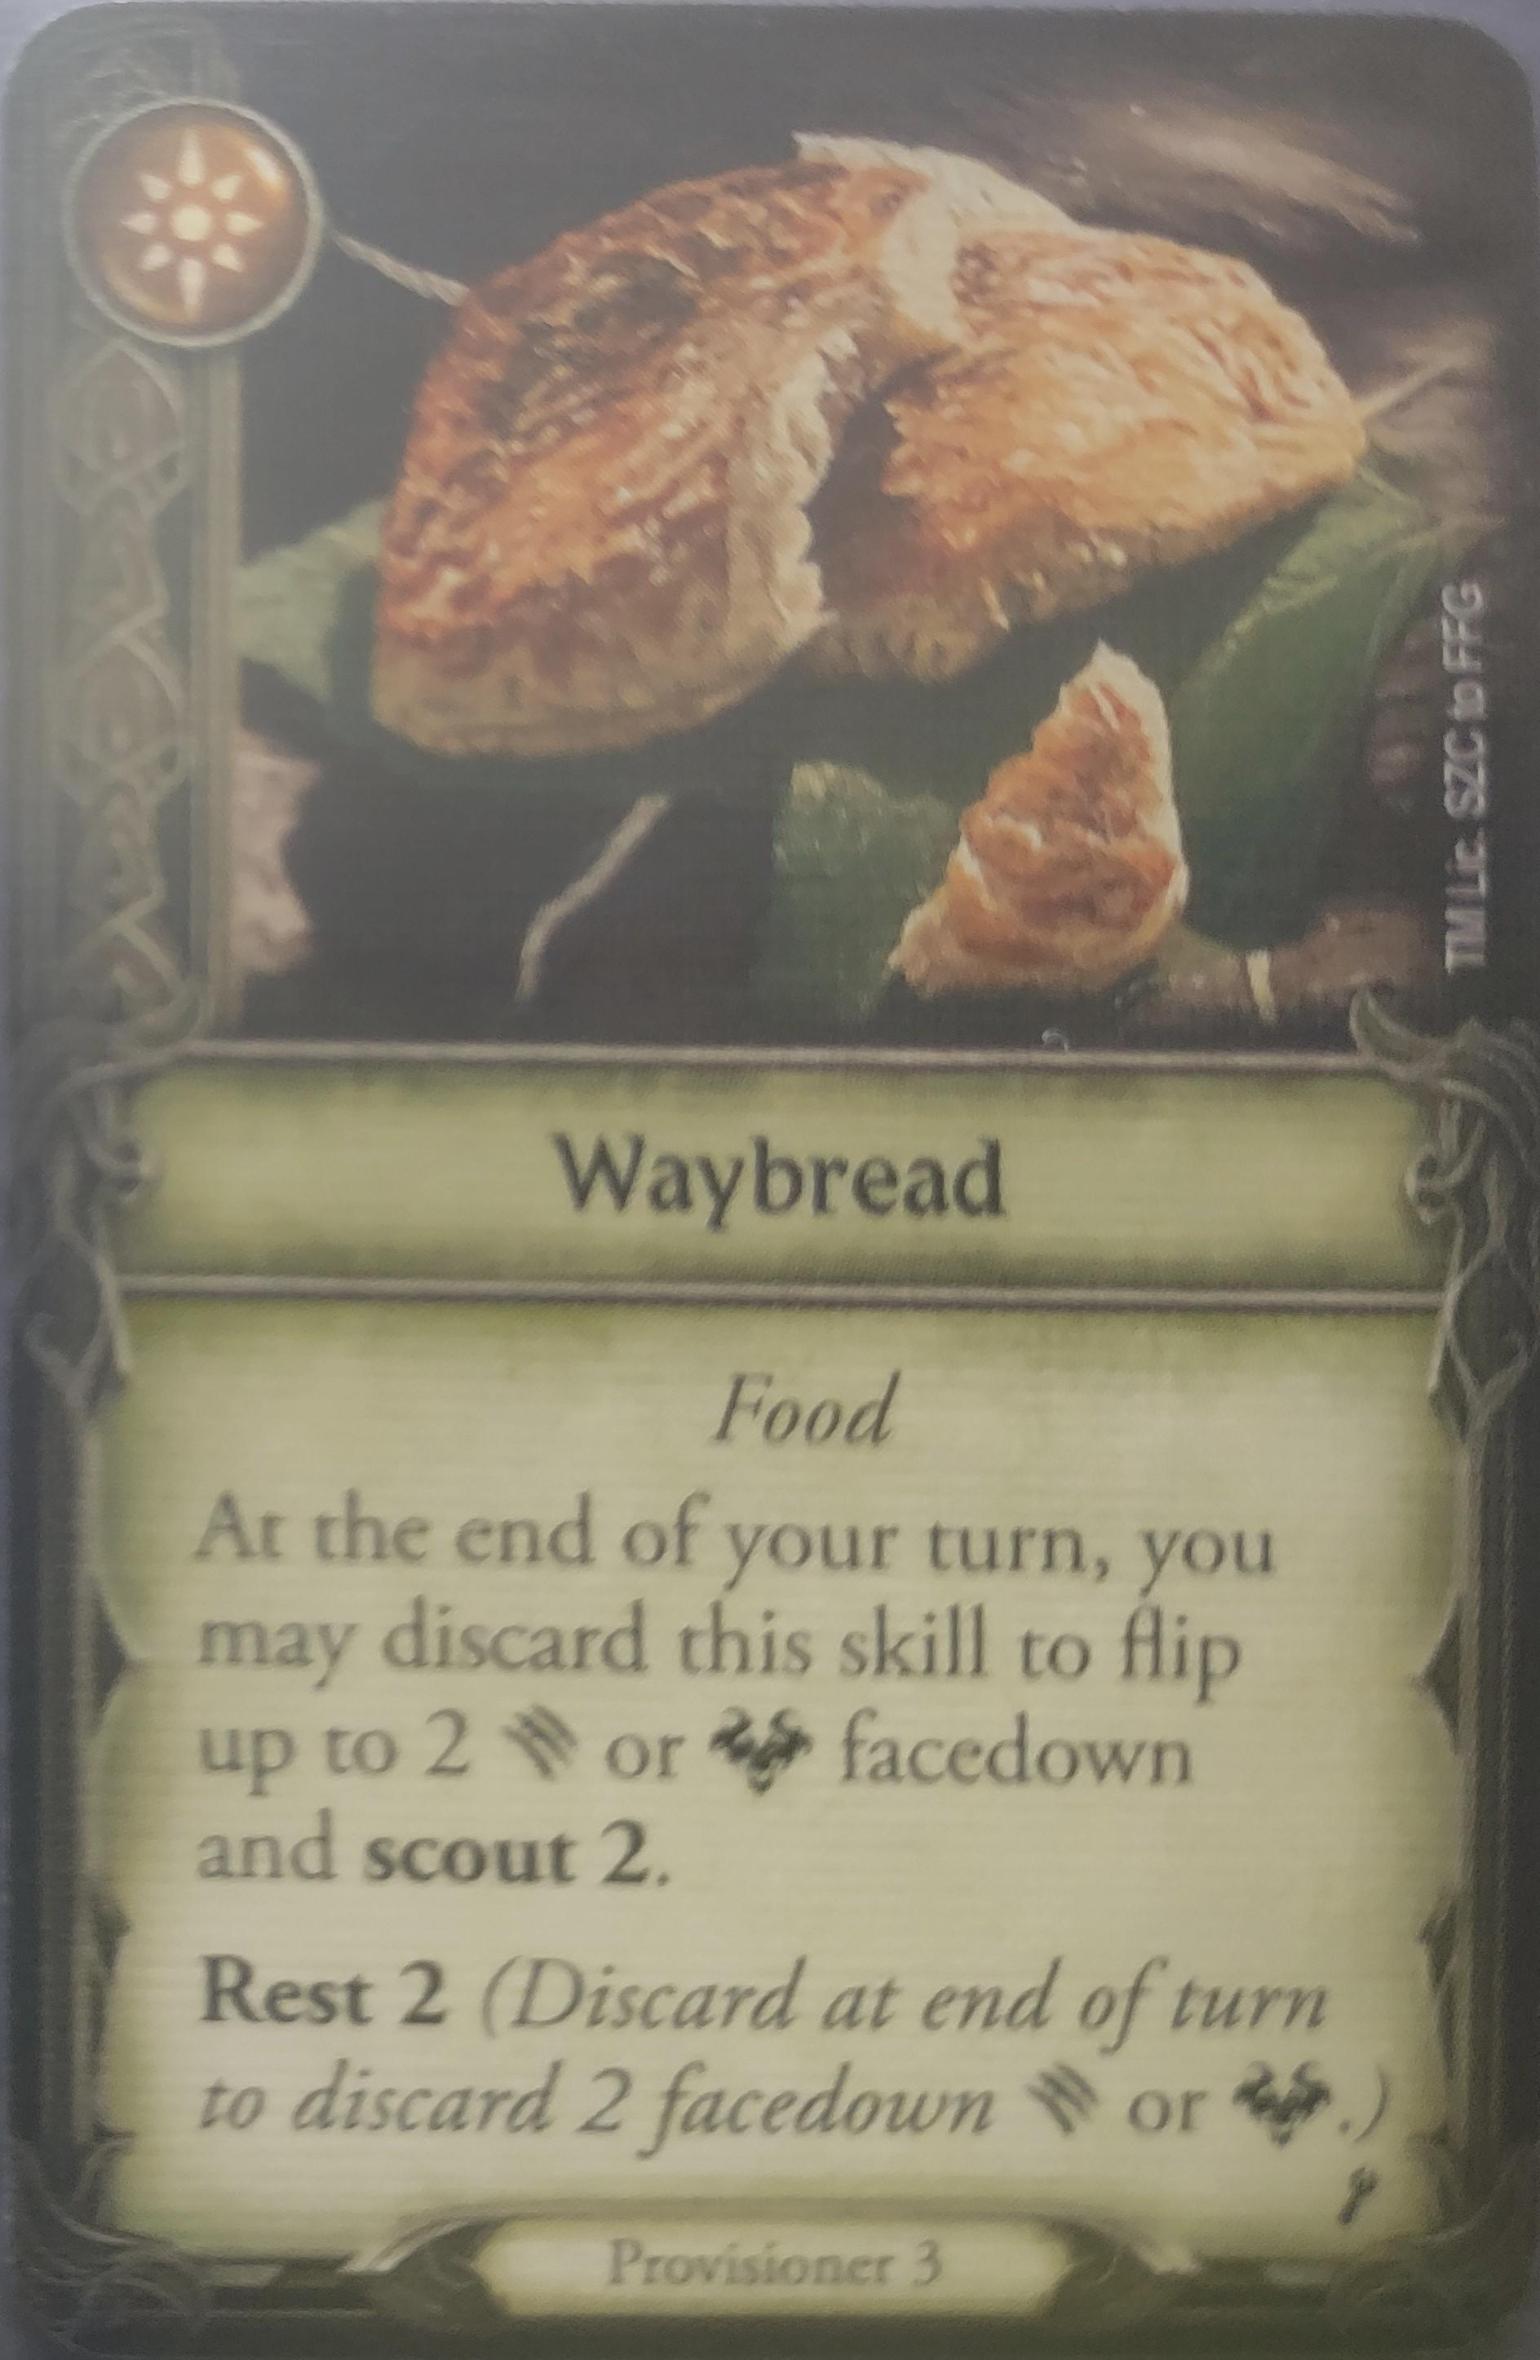 TM Lic. SZC to FFG
Waybread
Food
At the end of your turn, you
may discard this skill to flip
up to 2 or facedown
and scout 2.
Rest 2 (Discard at end of turn
to discard 2 facedown or .)
Provisioner 3